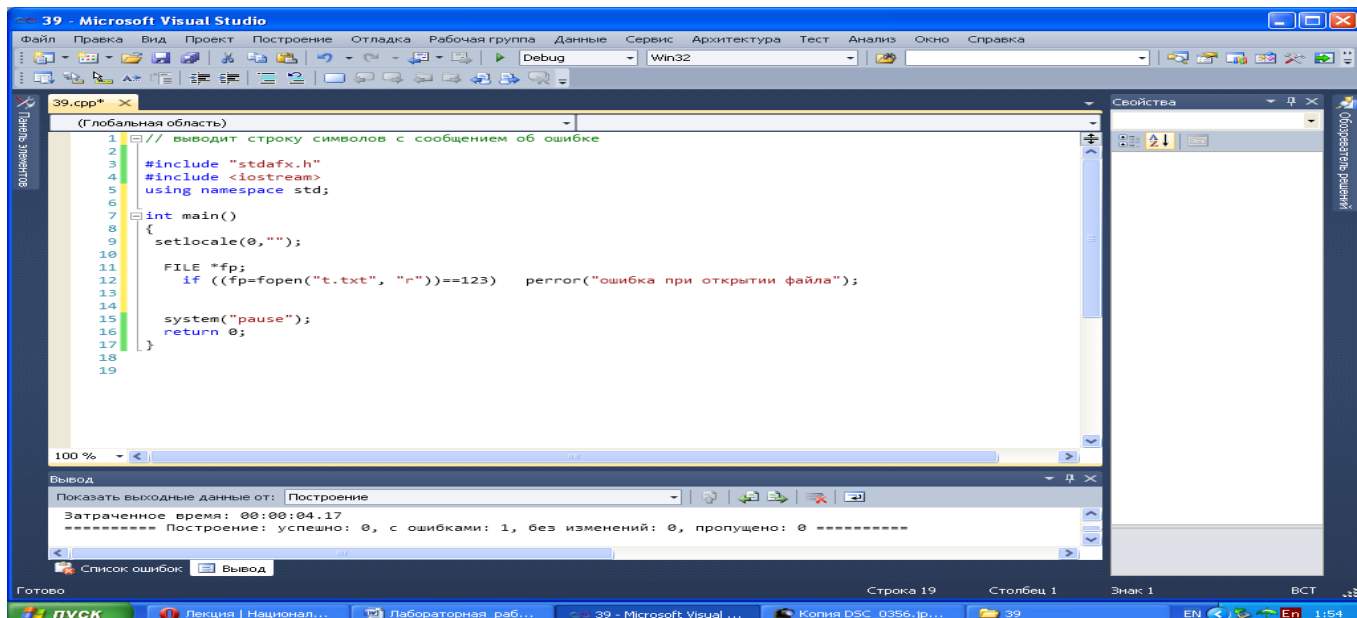 39 - Microsoft Visual Studio
Файл Правка Вид Проект Построение Отладка Рабочая группа Данные Сервис Архитектура Тест Анализ Окно Справка
Debug Win32
39.cpp*
Свойства
Панель элементов
Обозреватель решений
(Глобальная область)
1 // выводит строку символов с сообщением об ошибке
2
3 #include "stdafx.h"
4 #include <iostream>
5 using namespace std;
6
7 int main()
8 {
9 setlocale(0,"");
10
11 FILE *fp;
12 if ((fp=fopen("t.txt", "r"))==123) perror("ошибка при открытии файла");
13
14
15 system("pause");
16 return 0;
17 }
18
19
100 %
Вывод
Показать выходные данные от: Построение
Затраченное время: 00:00:04.17
========== Построение: успешно: 0, с ошибками: 1, без изменений: 0, пропущено: 0 ==========
Список ошибок Вывод
Готово Строка 19 Столбец 1 Знак 1 ВСТ
пуск Лекция | Национал... Лабораторная_раб... 39 - Microsoft Visual ... Копия DSC_0356.jp... 39 EN En 1:54